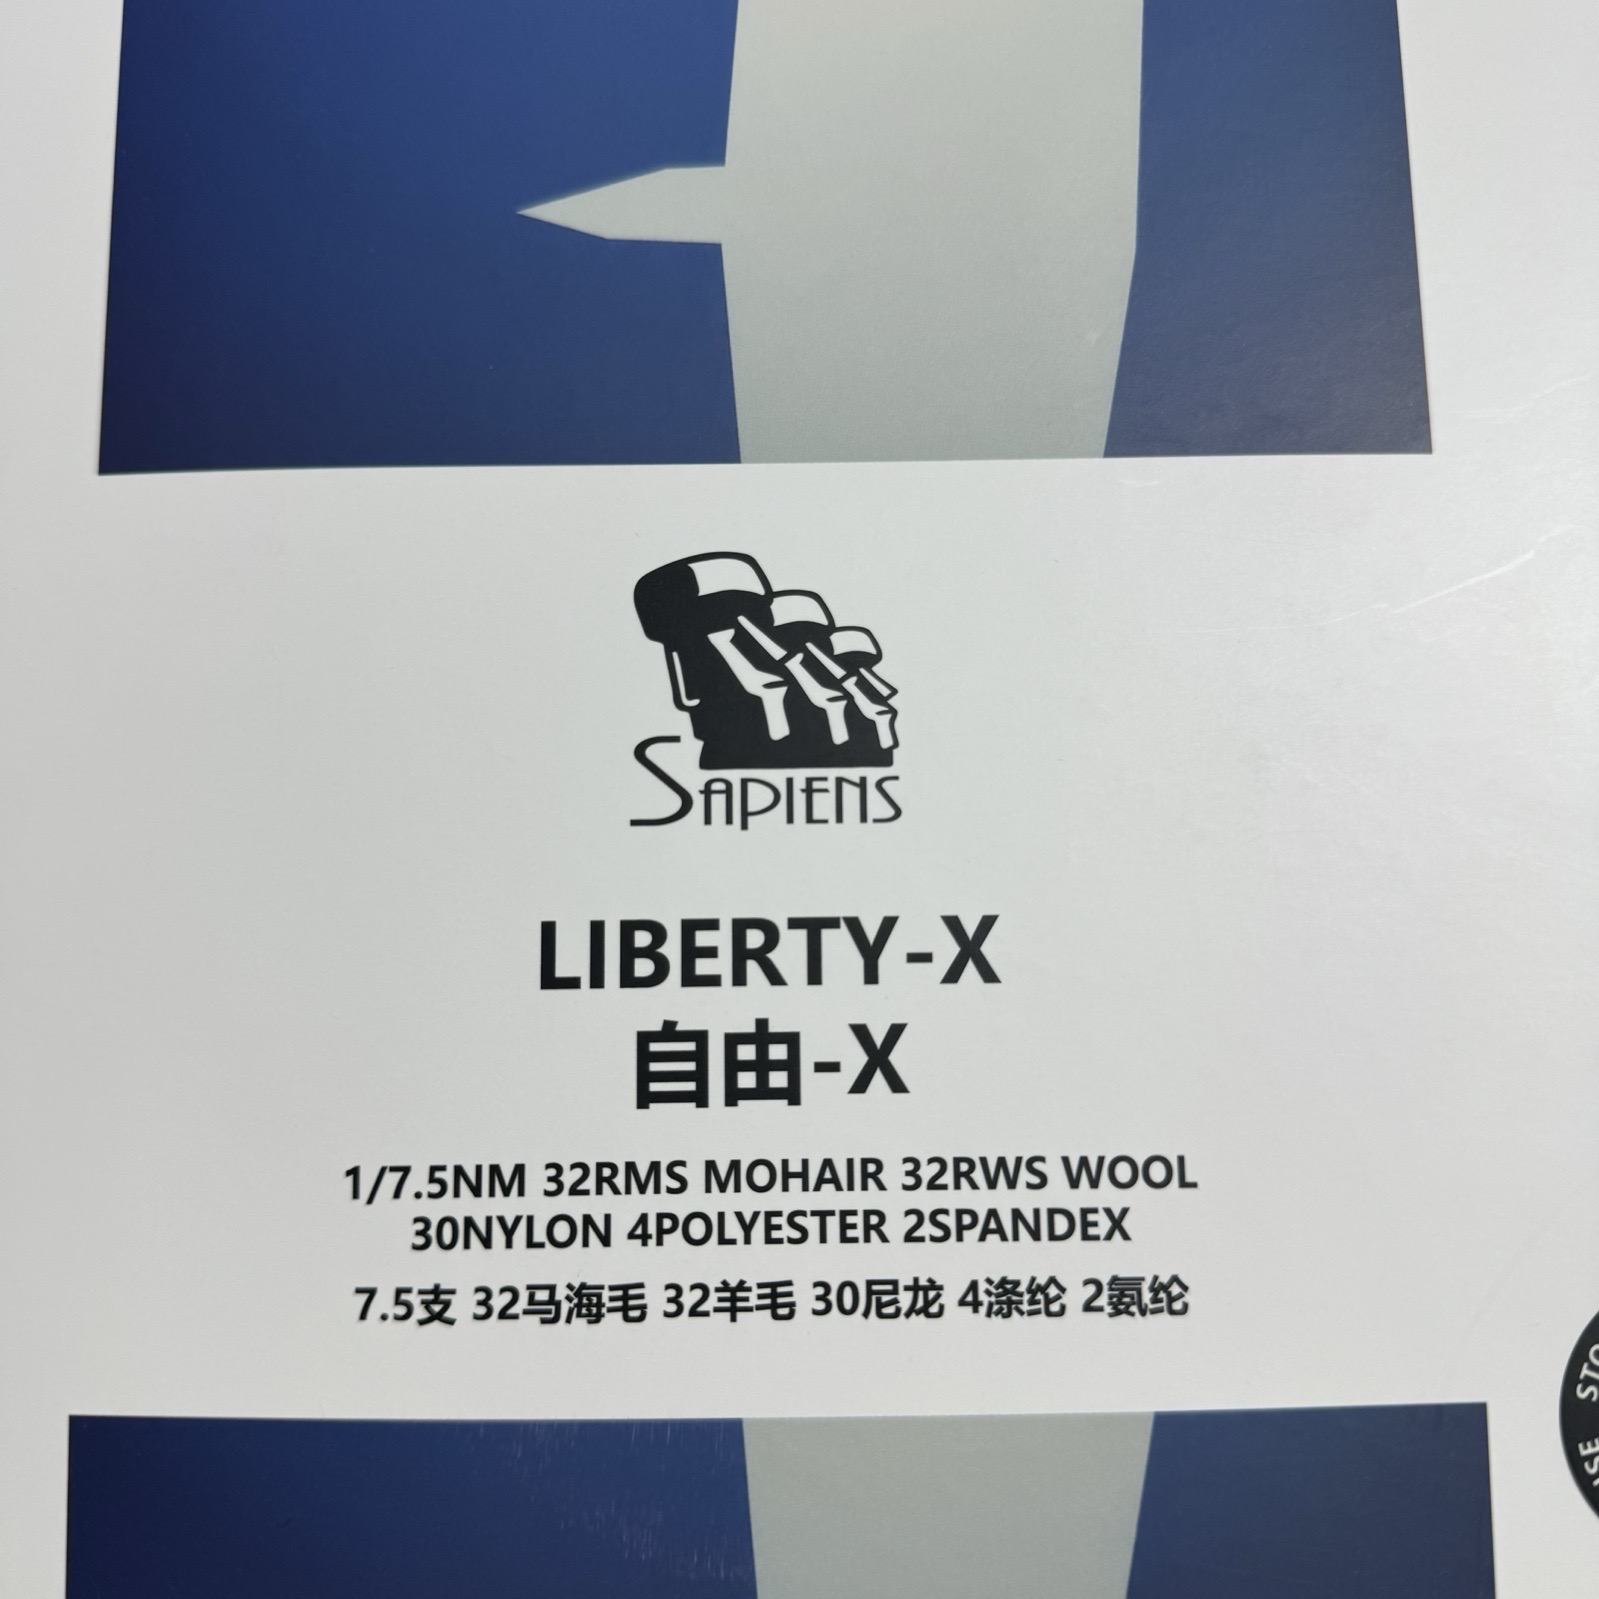 SAPIENS
LIBERTY-X
自由-X
1/7.5NM 32RMS MOHAIR 32RWS WOOL
30NYLON 4POLYESTER 2SPANDEX
7.5支 32马海毛 32羊毛 30尼龙 4涤纶 2氨纶